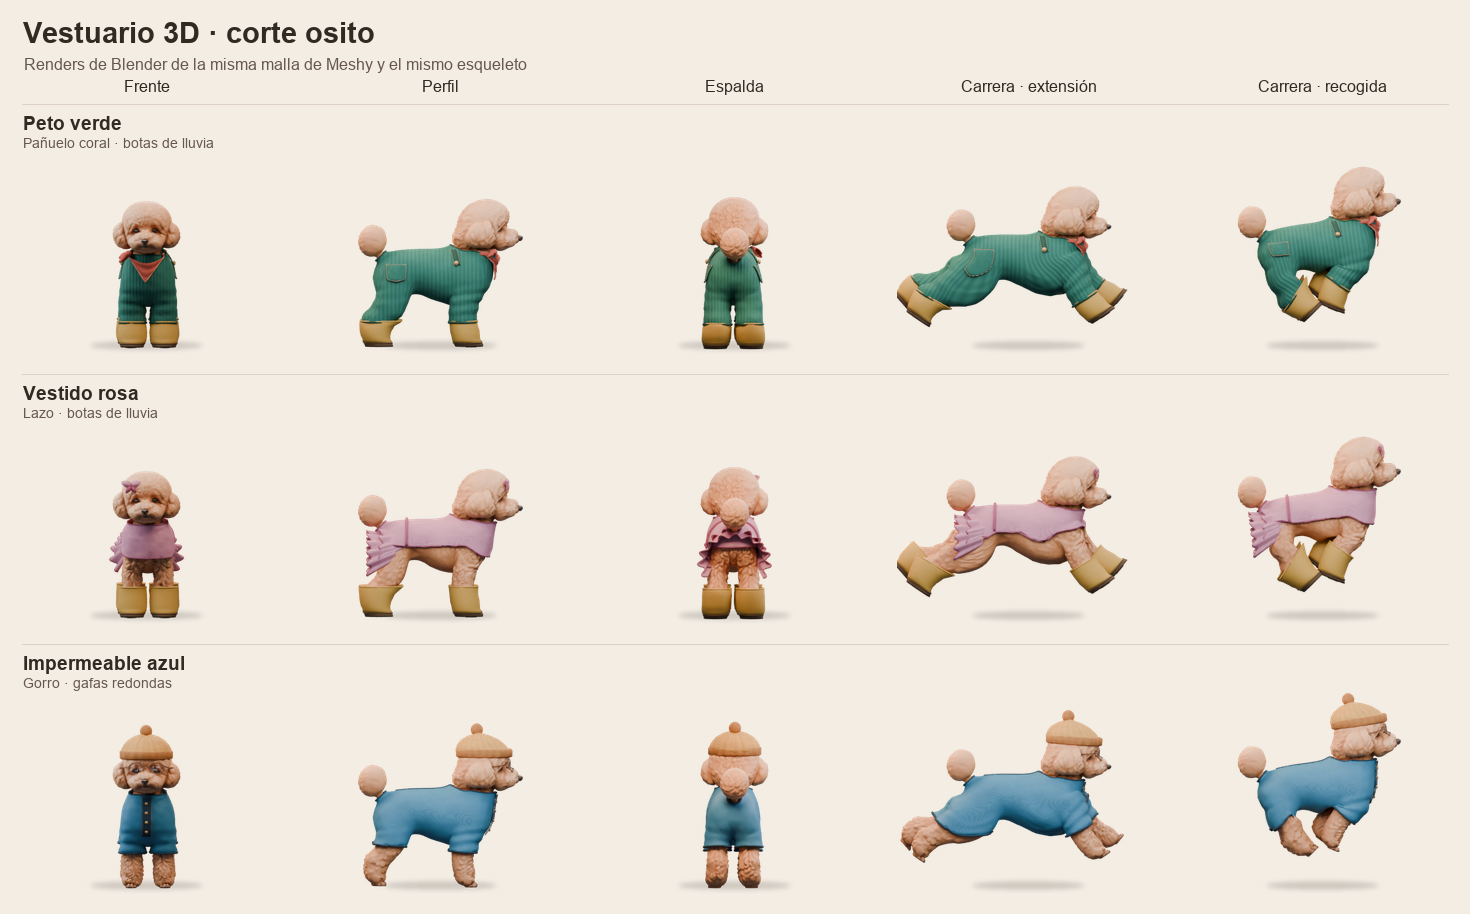 Vestuario 3D · corte osito
Renders de Blender de la misma malla de Meshy y el mismo esqueleto
Frente Perfil Espalda Carrera · extensión Carrera · recogida
Peto verde
Pañuelo coral · botas de lluvia
Vestido rosa
Lazo · botas de lluvia
Impermeable azul
Gorro · gafas redondas